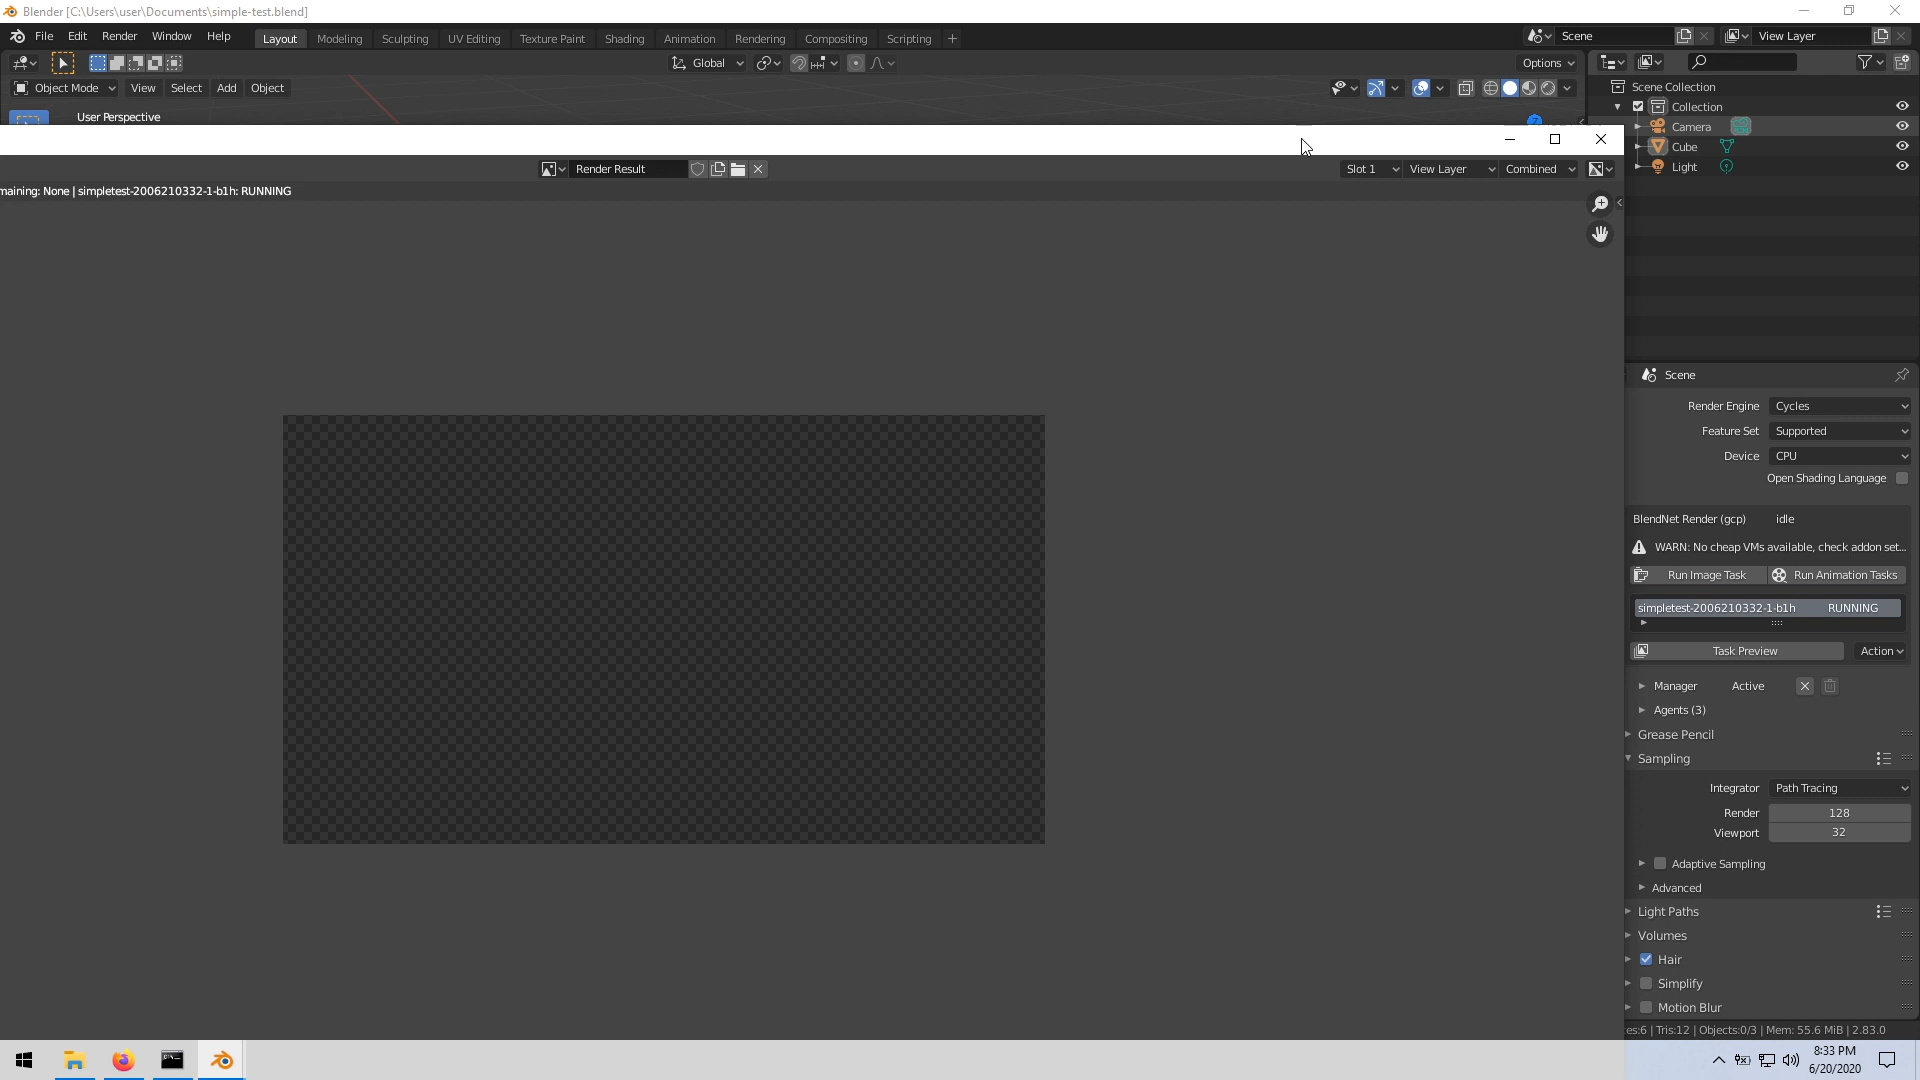 Blender [C:\Users\user\Documents\simple-test.blend]
File Edit Render Window Help Layout Modeling Sculpting UV Editing Texture Paint Shading Animation Rendering Compositing Scripting + Scene View Layer
Global Options
Object Mode View Select Add Object
User Perspective
Scene Collection
Collection
Camera
Cube
Light
Render Result Slot 1 View Layer Combined
maining: None | simpletest-2006210332-1-b1h: RUNNING
Scene
Render Engine Cycles
Feature Set Supported
Device CPU
Open Shading Language
BlendNet Render (gcp) idle
WARN: No cheap VMs available, check addon set...
Run Image Task Run Animation Tasks
simpletest-2006210332-1-b1h RUNNING
Task Preview Action
Manager Active
Agents (3)
Grease Pencil
Sampling
Integrator Path Tracing
Render 128
Viewport 32
Adaptive Sampling
Advanced
Light Paths
Volumes
Hair
Simplify
Motion Blur
es:6 | Tris:12 | Objects:0/3 | Mem: 55.6 MiB | 2.83.0
8:33 PM
6/20/2020